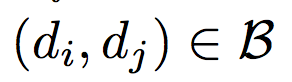 (d_i, d_j) ∈ ℬ